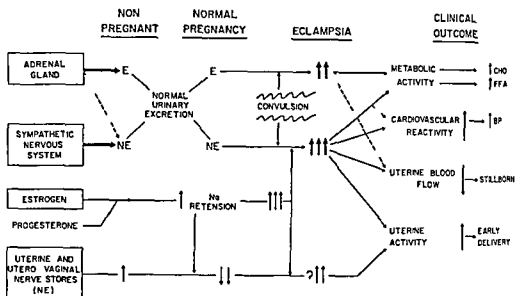 NON
PREGNANT
NORMAL
PREGNANCY
ECLAMPSIA
CLINICAL
OUTCOME
ADRENAL
GLAND
E
NORMAL
URINARY
EXCRETION
E
CONVULSION
METABOLIC
ACTIVITY
CHO
FFA
SYMPATHETIC
NERVOUS
SYSTEM
NE
NE
CARDIOVASCULAR
REACTIVITY
BP
UTERINE BLOOD
FLOW
STILLBORN
ESTROGEN
PROGESTERONE
Na
RETENTION
UTERINE
ACTIVITY
EARLY
DELIVERY
UTERINE AND
UTERO VAGINAL
NERVE STORES
(NE)
?